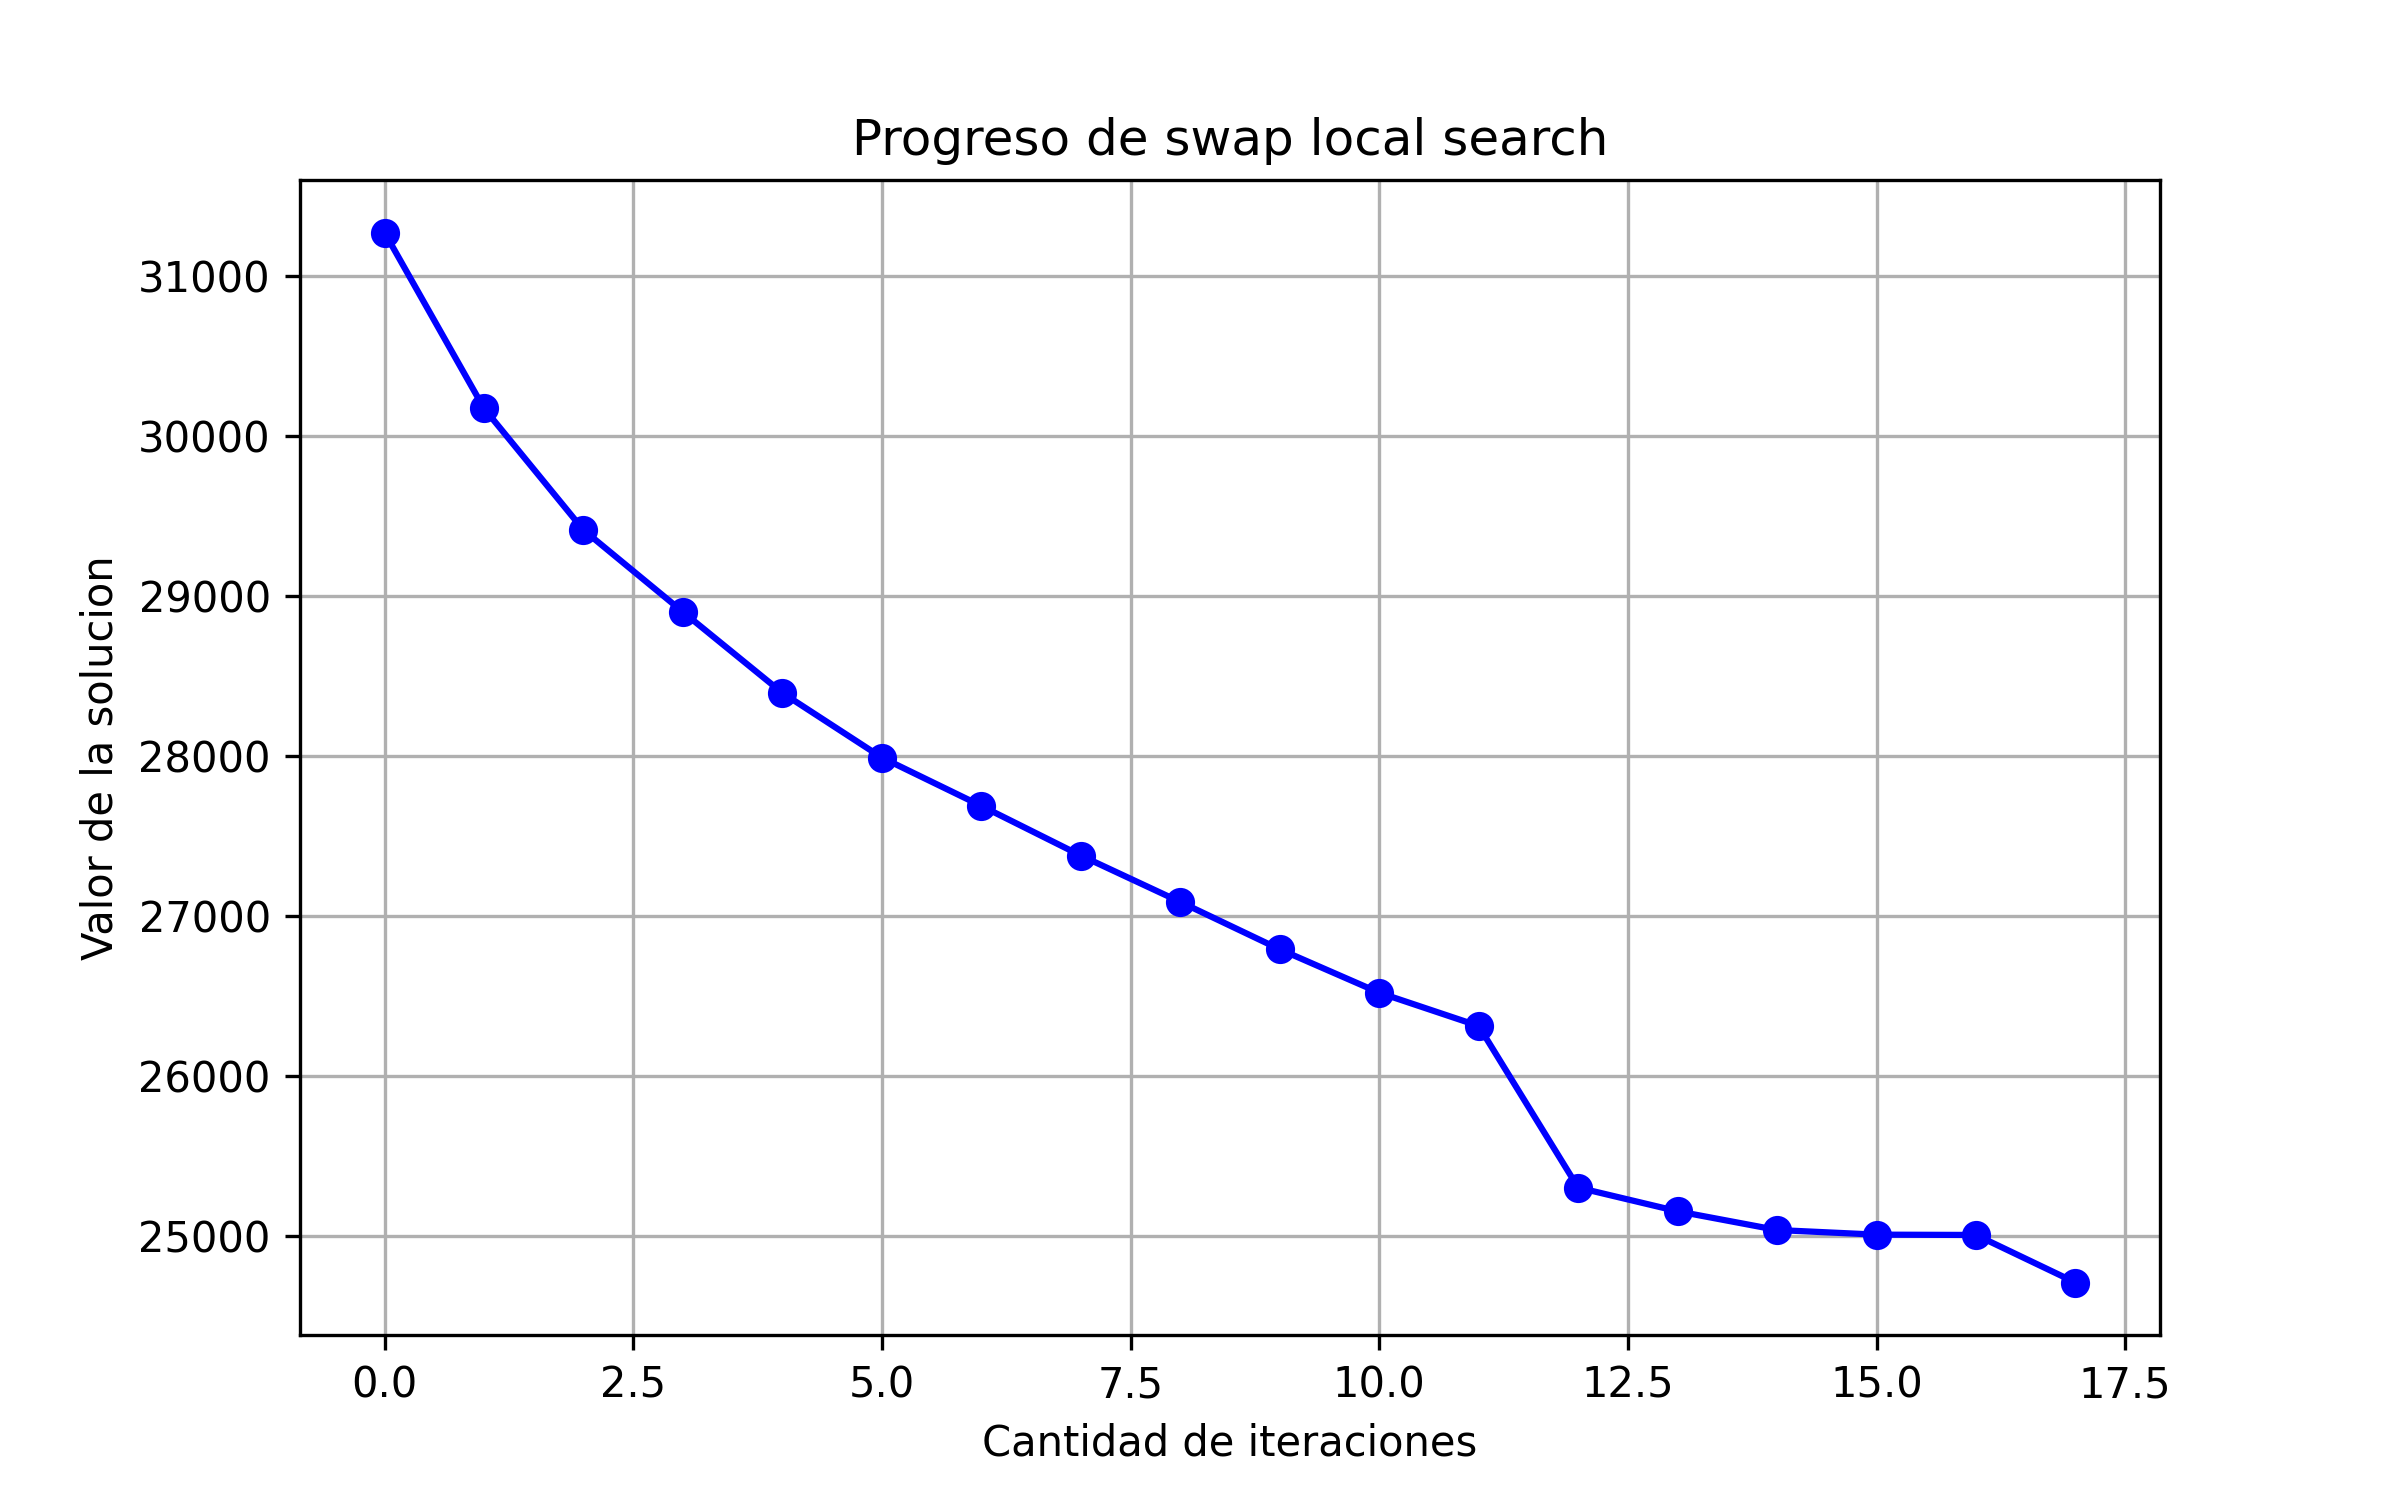 Progreso de swap local search
Valor de la solucion
31000
30000
29000
28000
27000
26000
25000
0.0 2.5 5.0 7.5 10.0 12.5 15.0 17.5
Cantidad de iteraciones